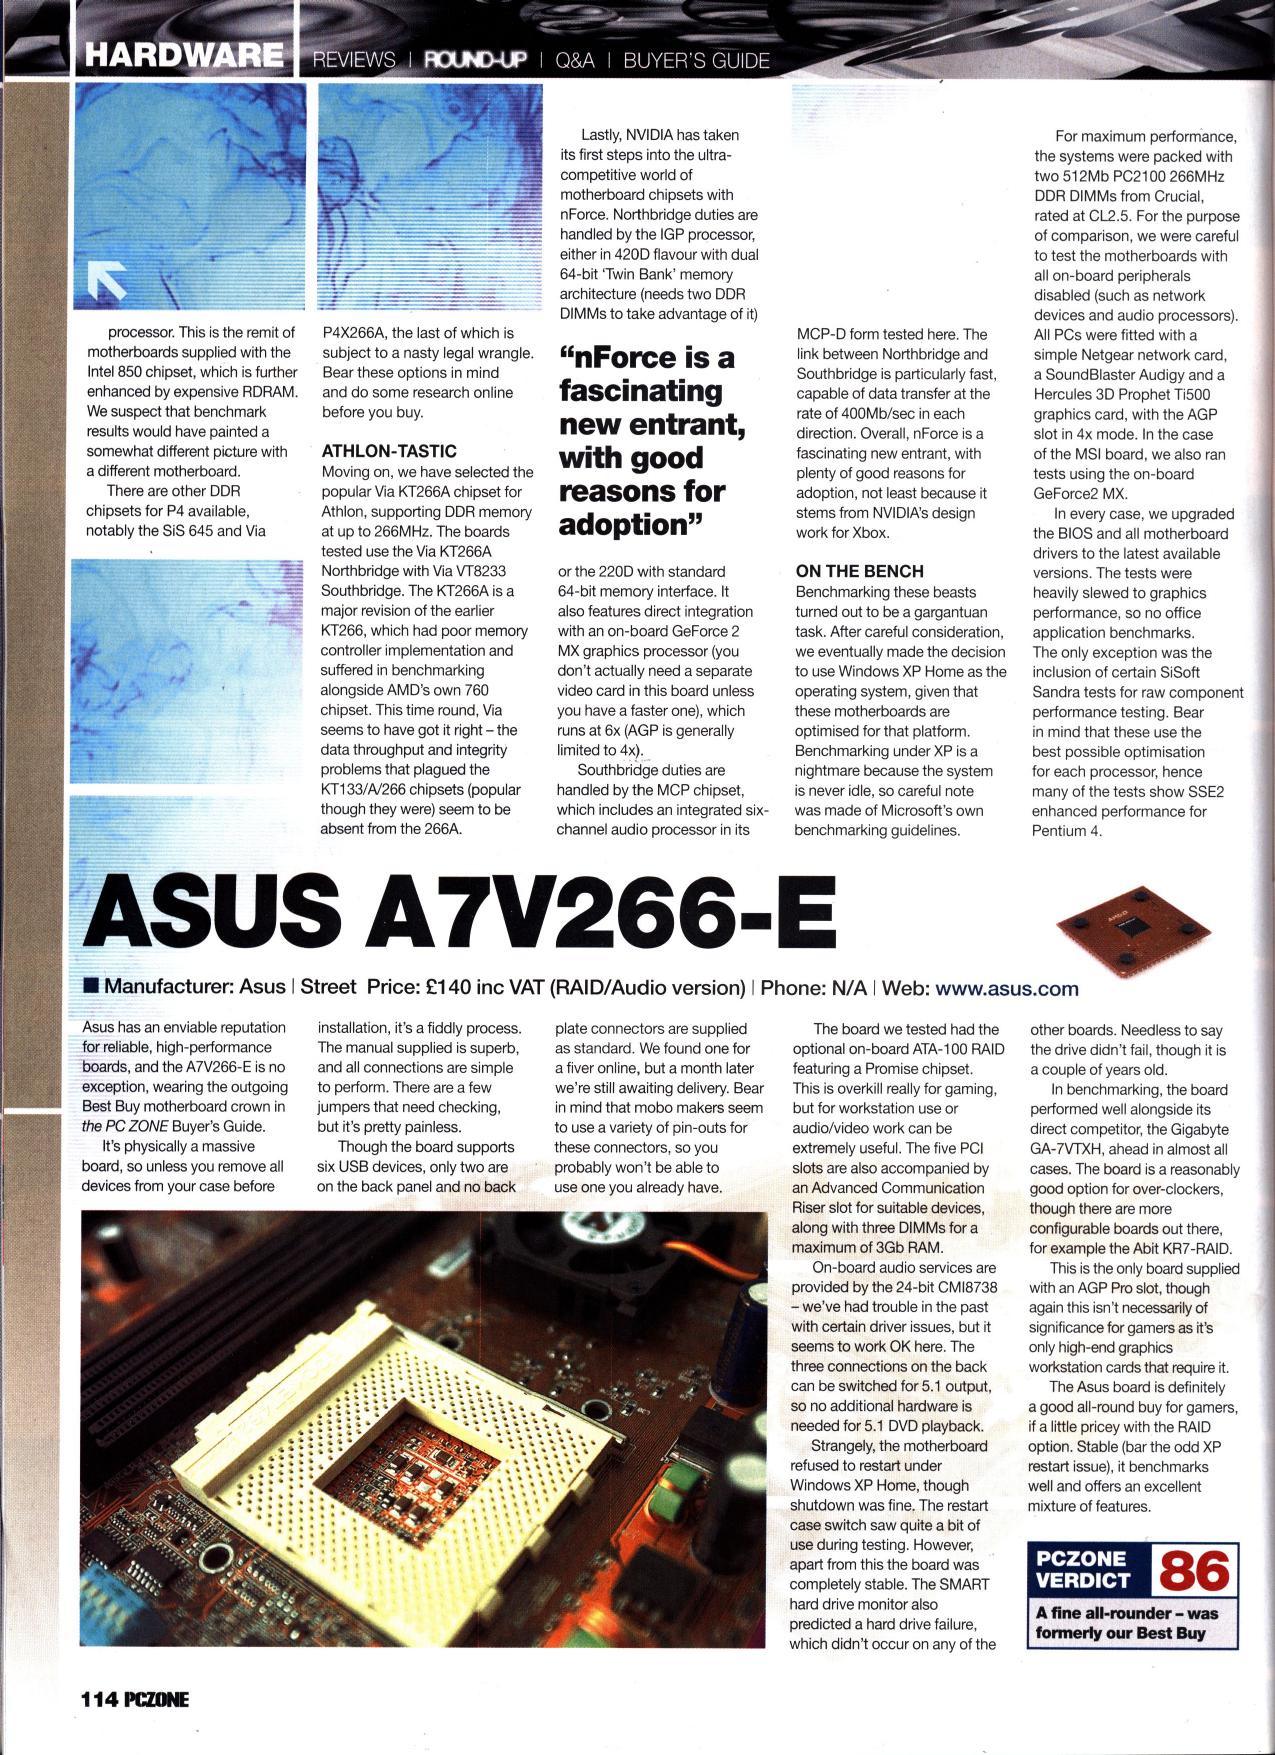 HARDWARE
REVIEWS | ROUND-UP | Q&A | BUYER'S GUIDE
processor. This is the remit of
motherboards supplied with the
Intel 850 chipset, which is further
enhanced by expensive RDRAM.
We suspect that benchmark
results would have painted a
somewhat different picture with
a different motherboard.
There are other DDR
chipsets for P4 available,
notably the SiS 645 and Via
P4X266A, the last of which is
subject to a nasty legal wrangle.
Bear these options in mind
and do some research online
before you buy.
ATHLON-TASTIC
Moving on, we have selected the
popular Via KT266A chipset for
Athlon, supporting DDR memory
at up to 266MHz. The boards
tested use the Via KT266A
Northbridge with Via VT8233
Southbridge. The KT266A is a
major revision of the earlier
KT266, which had poor memory
controller implementation and
suffered in benchmarking
alongside AMD's own 760
chipset. This time round, Via
seems to have got it right – the
data throughput and integrity
problems that plagued the
KT133/A/266 chipsets (popular
though they were) seem to be
absent from the 266A.
Lastly, NVIDIA has taken
its first steps into the ultra-
competitive world of
motherboard chipsets with
nForce. Northbridge duties are
handled by the IGP processor,
either in 420D flavour with dual
64-bit 'Twin Bank' memory
architecture (needs two DDR
DIMMs to take advantage of it)
"nForce is a
fascinating
new entrant,
with good
reasons for
adoption"
or the 220D with standard
64-bit memory interface. It
also features direct integration
with an on-board GeForce 2
MX graphics processor (you
don't actually need a separate
video card in this board unless
you have a faster one), which
runs at 6x (AGP is generally
limited to 4x).
Southbridge duties are
handled by the MCP chipset,
which includes an integrated six-
channel audio processor in its
MCP-D form tested here. The
link between Northbridge and
Southbridge is particularly fast,
capable of data transfer at the
rate of 400Mb/sec in each
direction. Overall, nForce is a
fascinating new entrant, with
plenty of good reasons for
adoption, not least because it
stems from NVIDIA's design
work for Xbox.
ON THE BENCH
Benchmarking these beasts
turned out to be a gargantuan
task. After careful consideration,
we eventually made the decision
to use Windows XP Home as the
operating system, given that
these motherboards are
optimised for that platform.
Benchmarking under XP is a
nightmare because the system
is never idle, so careful note
was made of Microsoft's own
benchmarking guidelines.
For maximum performance,
the systems were packed with
two 512Mb PC2100 266MHz
DDR DIMMs from Crucial,
rated at CL2.5. For the purpose
of comparison, we were careful
to test the motherboards with
all on-board peripherals
disabled (such as network
devices and audio processors).
All PCs were fitted with a
simple Netgear network card,
a SoundBlaster Audigy and a
Hercules 3D Prophet Ti500
graphics card, with the AGP
slot in 4x mode. In the case
of the MSI board, we also ran
tests using the on-board
GeForce2 MX.
In every case, we upgraded
the BIOS and all motherboard
drivers to the latest available
versions. The tests were
heavily slewed to graphics
performance, so no office
application benchmarks.
The only exception was the
inclusion of certain SiSoft
Sandra tests for raw component
performance testing. Bear
in mind that these use the
best possible optimisation
for each processor, hence
many of the tests show SSE2
enhanced performance for
Pentium 4.
ASUS A7V266-E
AMD
■ Manufacturer: Asus | Street Price: £140 inc VAT (RAID/Audio version) | Phone: N/A | Web: www.asus.com
Asus has an enviable reputation
for reliable, high-performance
boards, and the A7V266-E is no
exception, wearing the outgoing
Best Buy motherboard crown in
the PC ZONE Buyer's Guide.
It's physically a massive
board, so unless you remove all
devices from your case before
installation, it's a fiddly process.
The manual supplied is superb,
and all connections are simple
to perform. There are a few
jumpers that need checking,
but it's pretty painless.
Though the board supports
six USB devices, only two are
on the back panel and no back
plate connectors are supplied
as standard. We found one for
a fiver online, but a month later
we're still awaiting delivery. Bear
in mind that mobo makers seem
to use a variety of pin-outs for
these connectors, so you
probably won't be able to
use one you already have.
The board we tested had the
optional on-board ATA-100 RAID
featuring a Promise chipset.
This is overkill really for gaming,
but for workstation use or
audio/video work can be
extremely useful. The five PCI
slots are also accompanied by
an Advanced Communication
Riser slot for suitable devices,
along with three DIMMs for a
maximum of 3Gb RAM.
On-board audio services are
provided by the 24-bit CMI8738
– we've had trouble in the past
with certain driver issues, but it
seems to work OK here. The
three connections on the back
can be switched for 5.1 output,
so no additional hardware is
needed for 5.1 DVD playback.
Strangely, the motherboard
refused to restart under
Windows XP Home, though
shutdown was fine. The restart
case switch saw quite a bit of
use during testing. However,
apart from this the board was
completely stable. The SMART
hard drive monitor also
predicted a hard drive failure,
which didn't occur on any of the
other boards. Needless to say
the drive didn't fail, though it is
a couple of years old.
In benchmarking, the board
performed well alongside its
direct competitor, the Gigabyte
GA-7VTXH, ahead in almost all
cases. The board is a reasonably
good option for over-clockers,
though there are more
configurable boards out there,
for example the Abit KR7-RAID.
This is the only board supplied
with an AGP Pro slot, though
again this isn't necessarily of
significance for gamers as it's
only high-end graphics
workstation cards that require it.
The Asus board is definitely
a good all-round buy for gamers,
if a little pricey with the RAID
option. Stable (bar the odd XP
restart issue), it benchmarks
well and offers an excellent
mixture of features.
PCZONE
VERDICT
86
A fine all-rounder – was
formerly our Best Buy
114 PCZONE